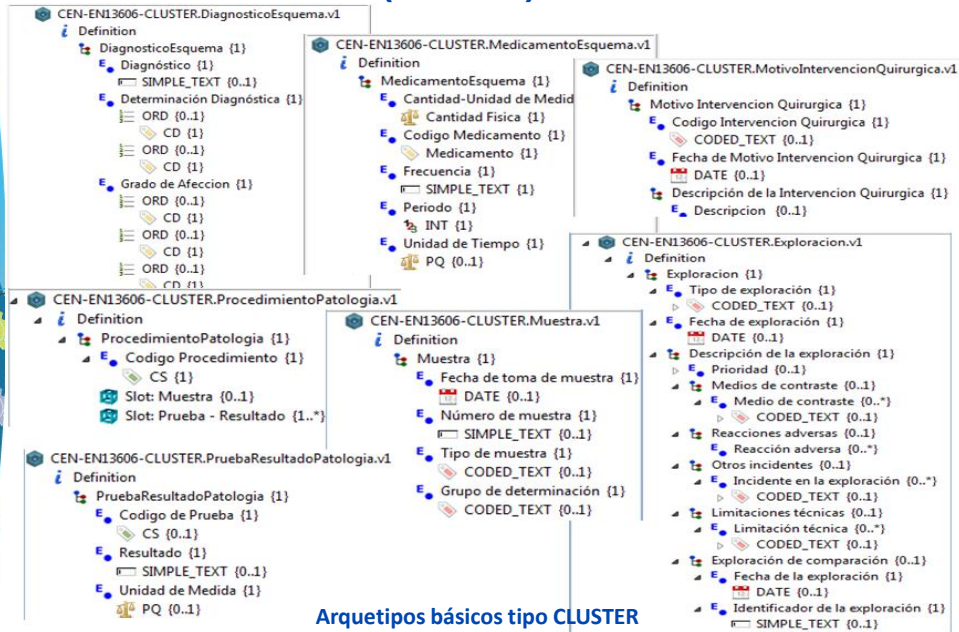 CEN-EN13606-CLUSTER.DiagnosticoEsquema.v1
Definition
DiagnosticoEsquema {1}
Diagnóstico {1}
SIMPLE_TEXT {0..1}
Determinación Diagnóstica {1}
ORD {0..1}
CD {1}
ORD {0..1}
CD {1}
Grado de Afeccion {1}
ORD {0..1}
CD {1}
ORD {0..1}
CD {1}
ORD {0..1}
CD {1}
CEN-EN13606-CLUSTER.MedicamentoEsquema.v1
Definition
MedicamentoEsquema {1}
Cantidad-Unidad de Medid
Cantidad Fisica {1}
Codigo Medicamento {1}
Medicamento {1}
Frecuencia {1}
SIMPLE_TEXT {1}
Periodo {1}
INT {1}
Unidad de Tiempo {1}
PQ {0..1}
CEN-EN13606-CLUSTER.MotivoIntervencionQuirurgica.v1
Definition
Motivo Intervencion Quirurgica {1}
Codigo Intervencion Quirurgica {1}
CODED_TEXT {0..1}
Fecha de Motivo Intervencion Quirurgica {1}
DATE {0..1}
Descripción de la Intervencion Quirurgica {1}
Descripcion {0..1}
CEN-EN13606-CLUSTER.ProcedimientoPatologia.v1
Definition
ProcedimientoPatologia {1}
Codigo Procedimiento {1}
CS {1}
Slot: Muestra {0..1}
Slot: Prueba - Resultado {1..*}
CEN-EN13606-CLUSTER.Muestra.v1
Definition
Muestra {1}
Fecha de toma de muestra {1}
DATE {0..1}
Número de muestra {1}
SIMPLE_TEXT {0..1}
Tipo de muestra {1}
CODED_TEXT {0..1}
Grupo de determinación {1}
CODED_TEXT {0..1}
CEN-EN13606-CLUSTER.Exploracion.v1
Definition
Exploracion {1}
Tipo de exploración {1}
CODED_TEXT {0..1}
Fecha de exploración {1}
DATE {0..1}
Descripción de la exploración {1}
Prioridad {0..1}
Medios de contraste {0..1}
Medio de contraste {0..*}
CODED_TEXT {0..1}
Reacciones adversas {0..1}
Reacción adversa {0..*}
Otros incidentes {0..1}
Incidente en la exploración {0..*}
CODED_TEXT {0..1}
Limitaciones técnicas {0..1}
Limitación técnica {0..*}
CODED_TEXT {0..1}
Exploración de comparación {0..1}
Fecha de la exploración {1}
DATE {0..1}
Identificador de la exploración {1}
SIMPLE_TEXT {0..1}
CEN-EN13606-CLUSTER.PruebaResultadoPatologia.v1
Definition
PruebaResultadoPatologia {1}
Codigo de Prueba {1}
CS {0..1}
Resultado {1}
SIMPLE_TEXT {0..1}
Unidad de Medida {1}
PQ {0..1}
Arquetipos básicos tipo CLUSTER